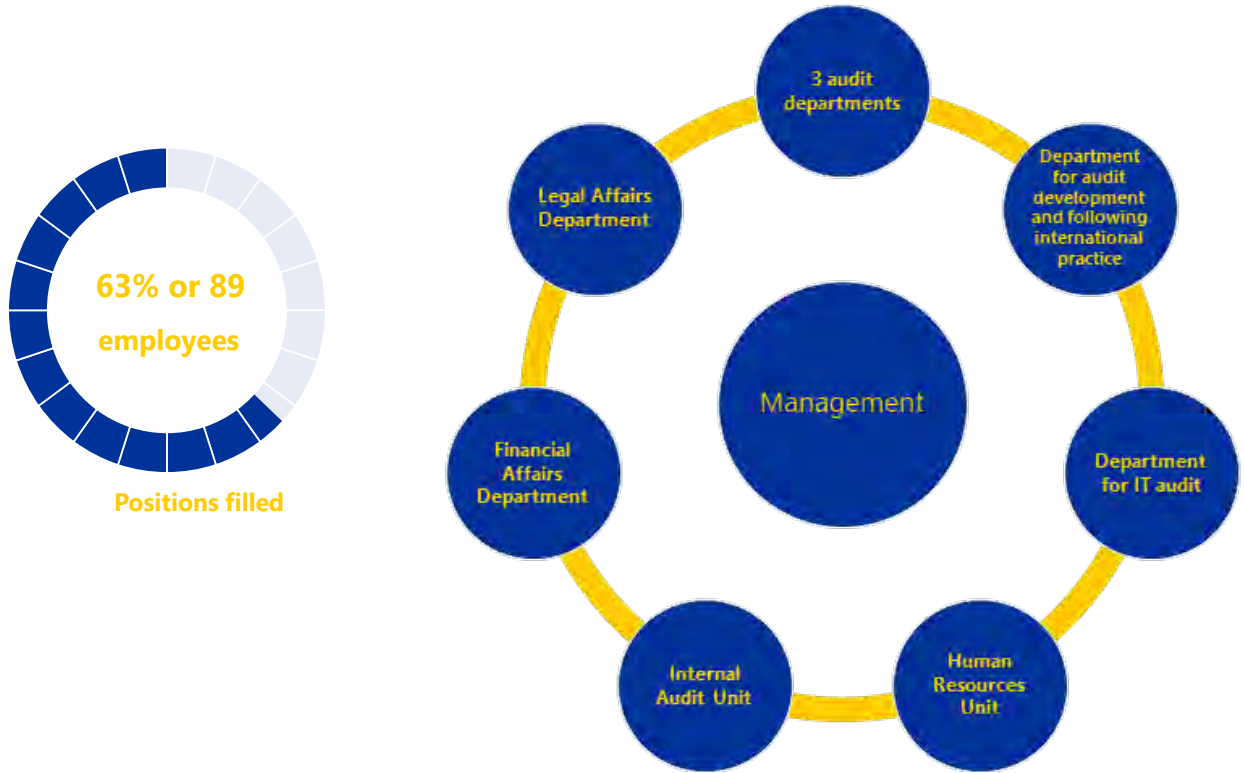 63% or 89
employees
Positions filled
3 audit
departments
Department
for audit
development
and following
international
practice
Department
for IT audit
Human
Resources
Unit
Internal
Audit Unit
Financial
Affairs
Department
Legal Affairs
Department
Management